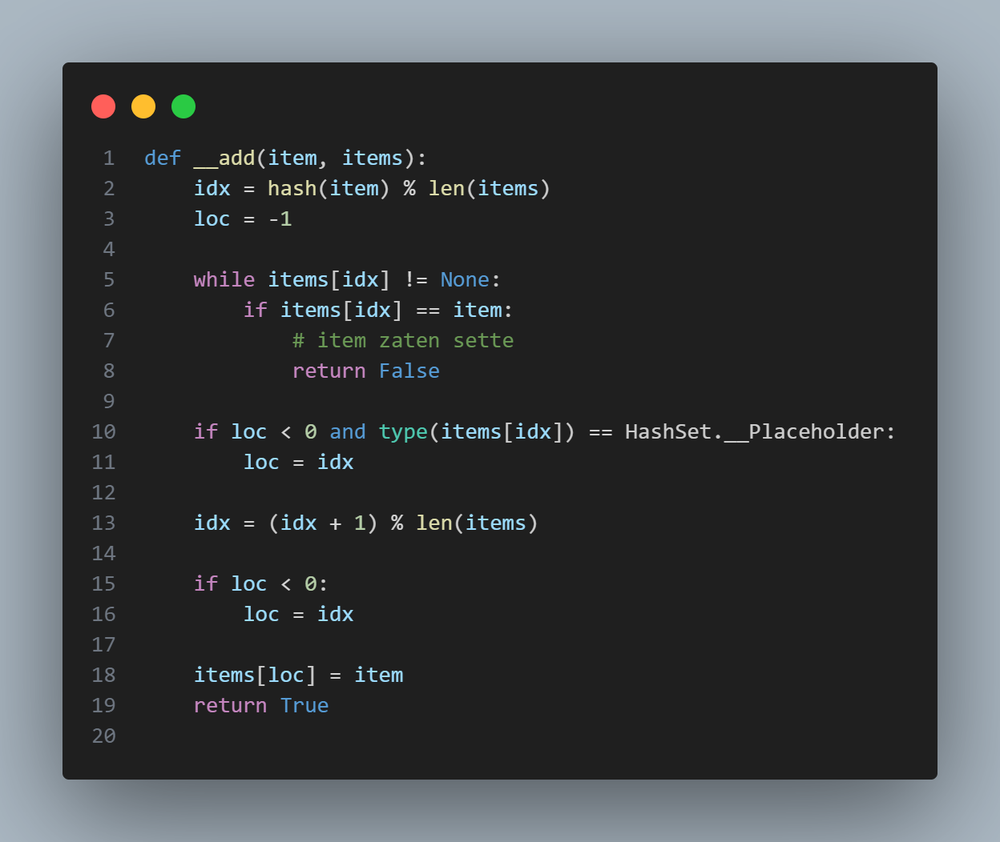 1 def __add(item, items):
2     idx = hash(item) % len(items)
3     loc = -1
4
5     while items[idx] != None:
6         if items[idx] == item:
7             # item zaten sette
8             return False
9
10     if loc < 0 and type(items[idx]) == HashSet.__Placeholder:
11         loc = idx
12
13     idx = (idx + 1) % len(items)
14
15     if loc < 0:
16         loc = idx
17
18     items[loc] = item
19     return True
20